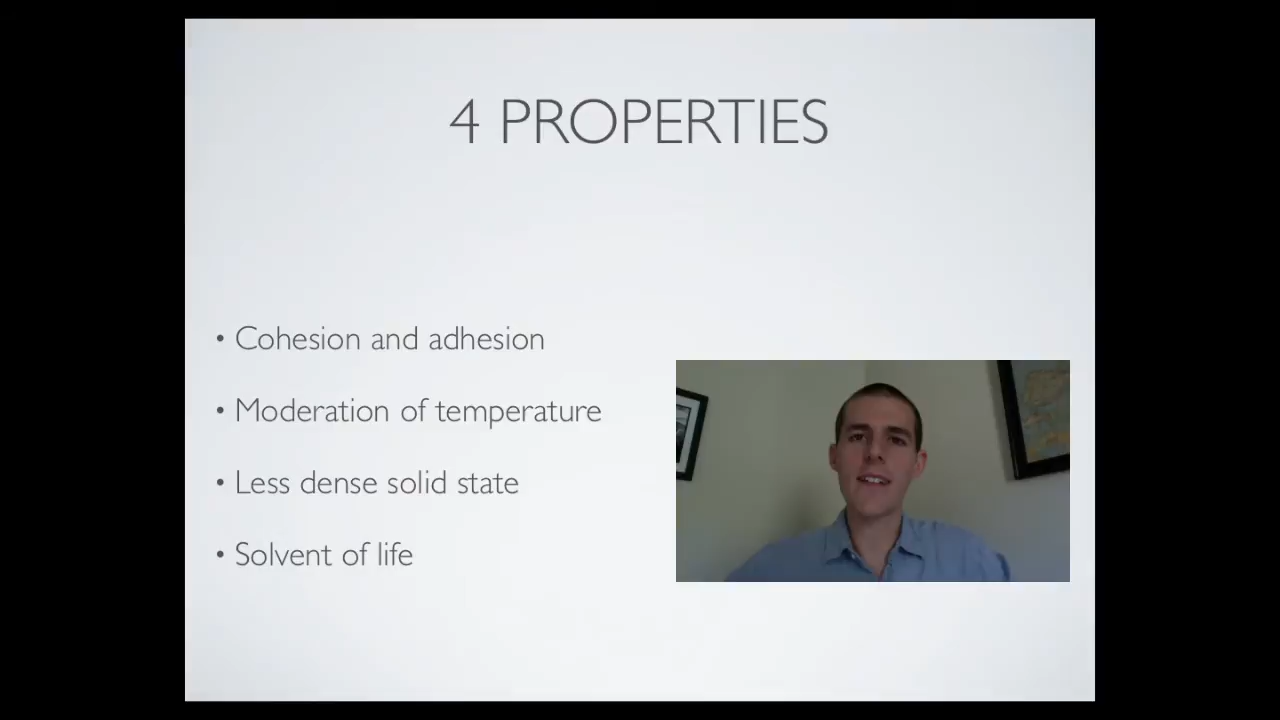 4 PROPERTIES
• Cohesion and adhesion
• Moderation of temperature
• Less dense solid state
• Solvent of life